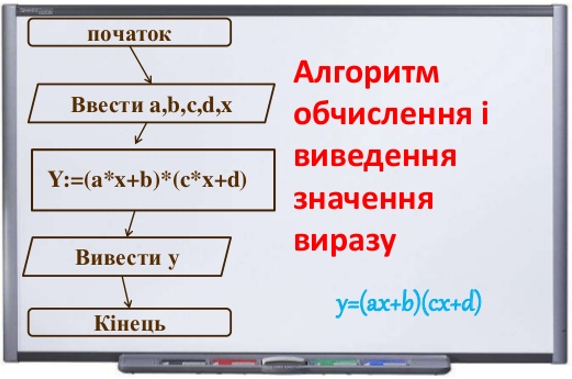 початок
Ввести a,b,c,d,x
Y:=(a*x+b)*(c*x+d)
Вивести y
Кінець
Алгоритм
обчислення і
виведення
значення
виразу
y=(ax+b)(cx+d)